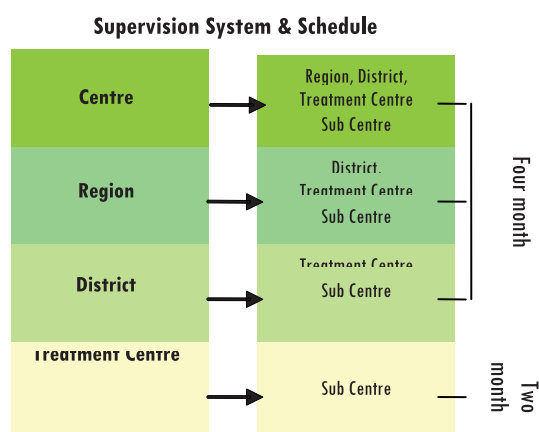 Supervision System & Schedule
Centre
Region, District,
Treatment Centre
Sub Centre
Region
District,
Treatment Centre
Sub Centre
District
Treatment Centre
Sub Centre
Treatment Centre
Sub Centre
Four month
Two
month